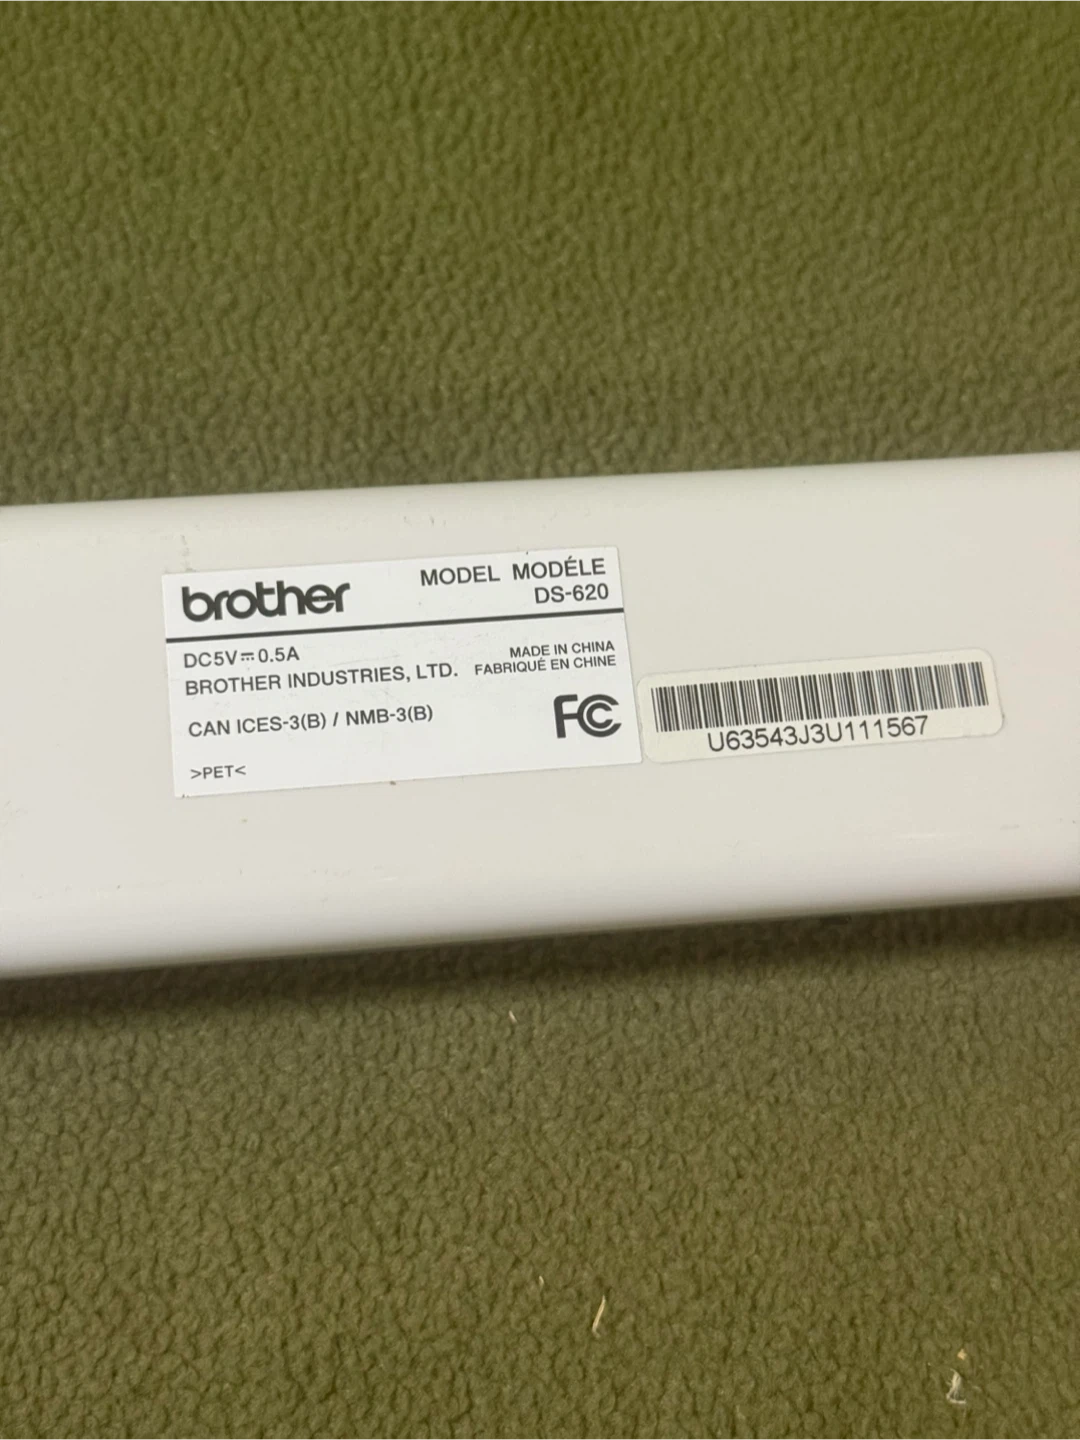 brother
MODEL MODÉLE
DS-620
DC5V⎓0.5A
MADE IN CHINA
BROTHER INDUSTRIES, LTD.
FABRIQUÉ EN CHINE
CAN ICES-3(B) / NMB-3(B)
FC
>PET<
U63543J3U111567